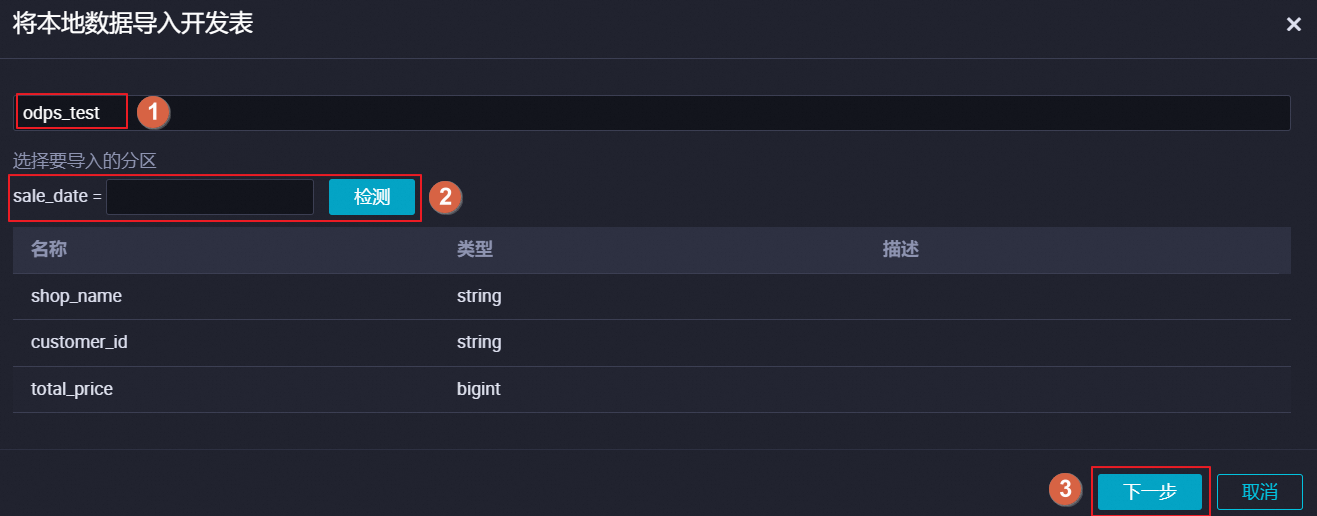 将本地数据导入开发表 ×
odps_test 1
选择要导入的分区
sale_date = 检测 2
名称 类型 描述
shop_name string
customer_id string
total_price bigint
3 下一步 取消